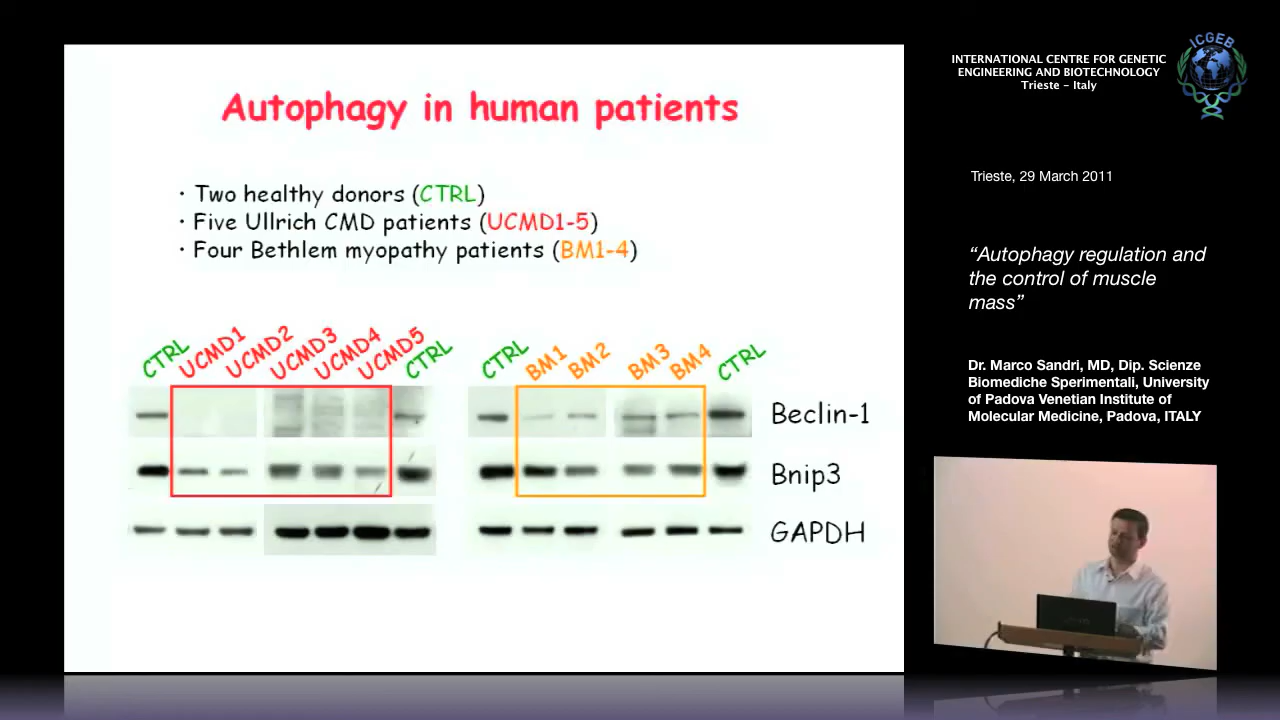 Autophagy in human patients
· Two healthy donors (CTRL)
· Five Ullrich CMD patients (UCMD1-5)
· Four Bethlem myopathy patients (BM1-4)
CTRL UCMD1 UCMD2 UCMD3 UCMD4 UCMD5 CTRL
CTRL BM1 BM2 BM3 BM4 CTRL
Beclin-1
Bnip3
GAPDH
INTERNATIONAL CENTRE FOR GENETIC
ENGINEERING AND BIOTECHNOLOGY
Trieste - Italy
ICGEB
Trieste, 29 March 2011
“Autophagy regulation and
the control of muscle
mass”
Dr. Marco Sandri, MD, Dip. Scienze
Biomediche Sperimentali, University
of Padova Venetian Institute of
Molecular Medicine, Padova, ITALY